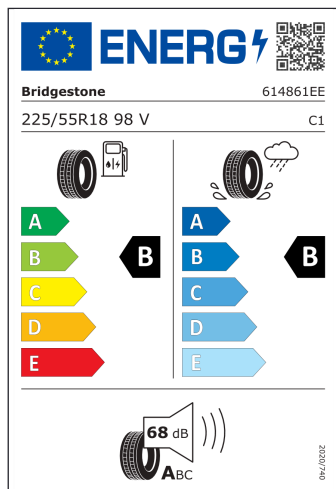 ENERG
Bridgestone 614861EE
225/55R18 98 V C1
A
B
C
D
E
B
A
B
C
D
E
B
68 dB
ABC
2020/740